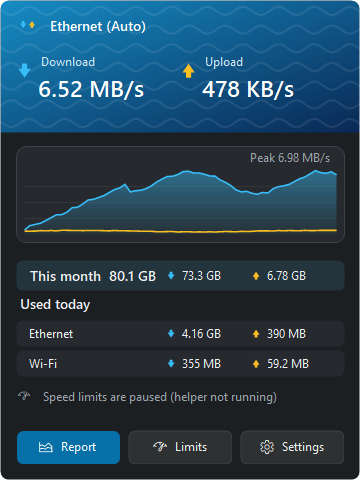 Ethernet (Auto)
Download Upload
6.52 MB/s 478 KB/s
Peak 6.98 MB/s
This month 80.1 GB 73.3 GB 6.78 GB
Used today
Ethernet 4.16 GB 390 MB
Wi-Fi 355 MB 59.2 MB
Speed limits are paused (helper not running)
Report Limits Settings